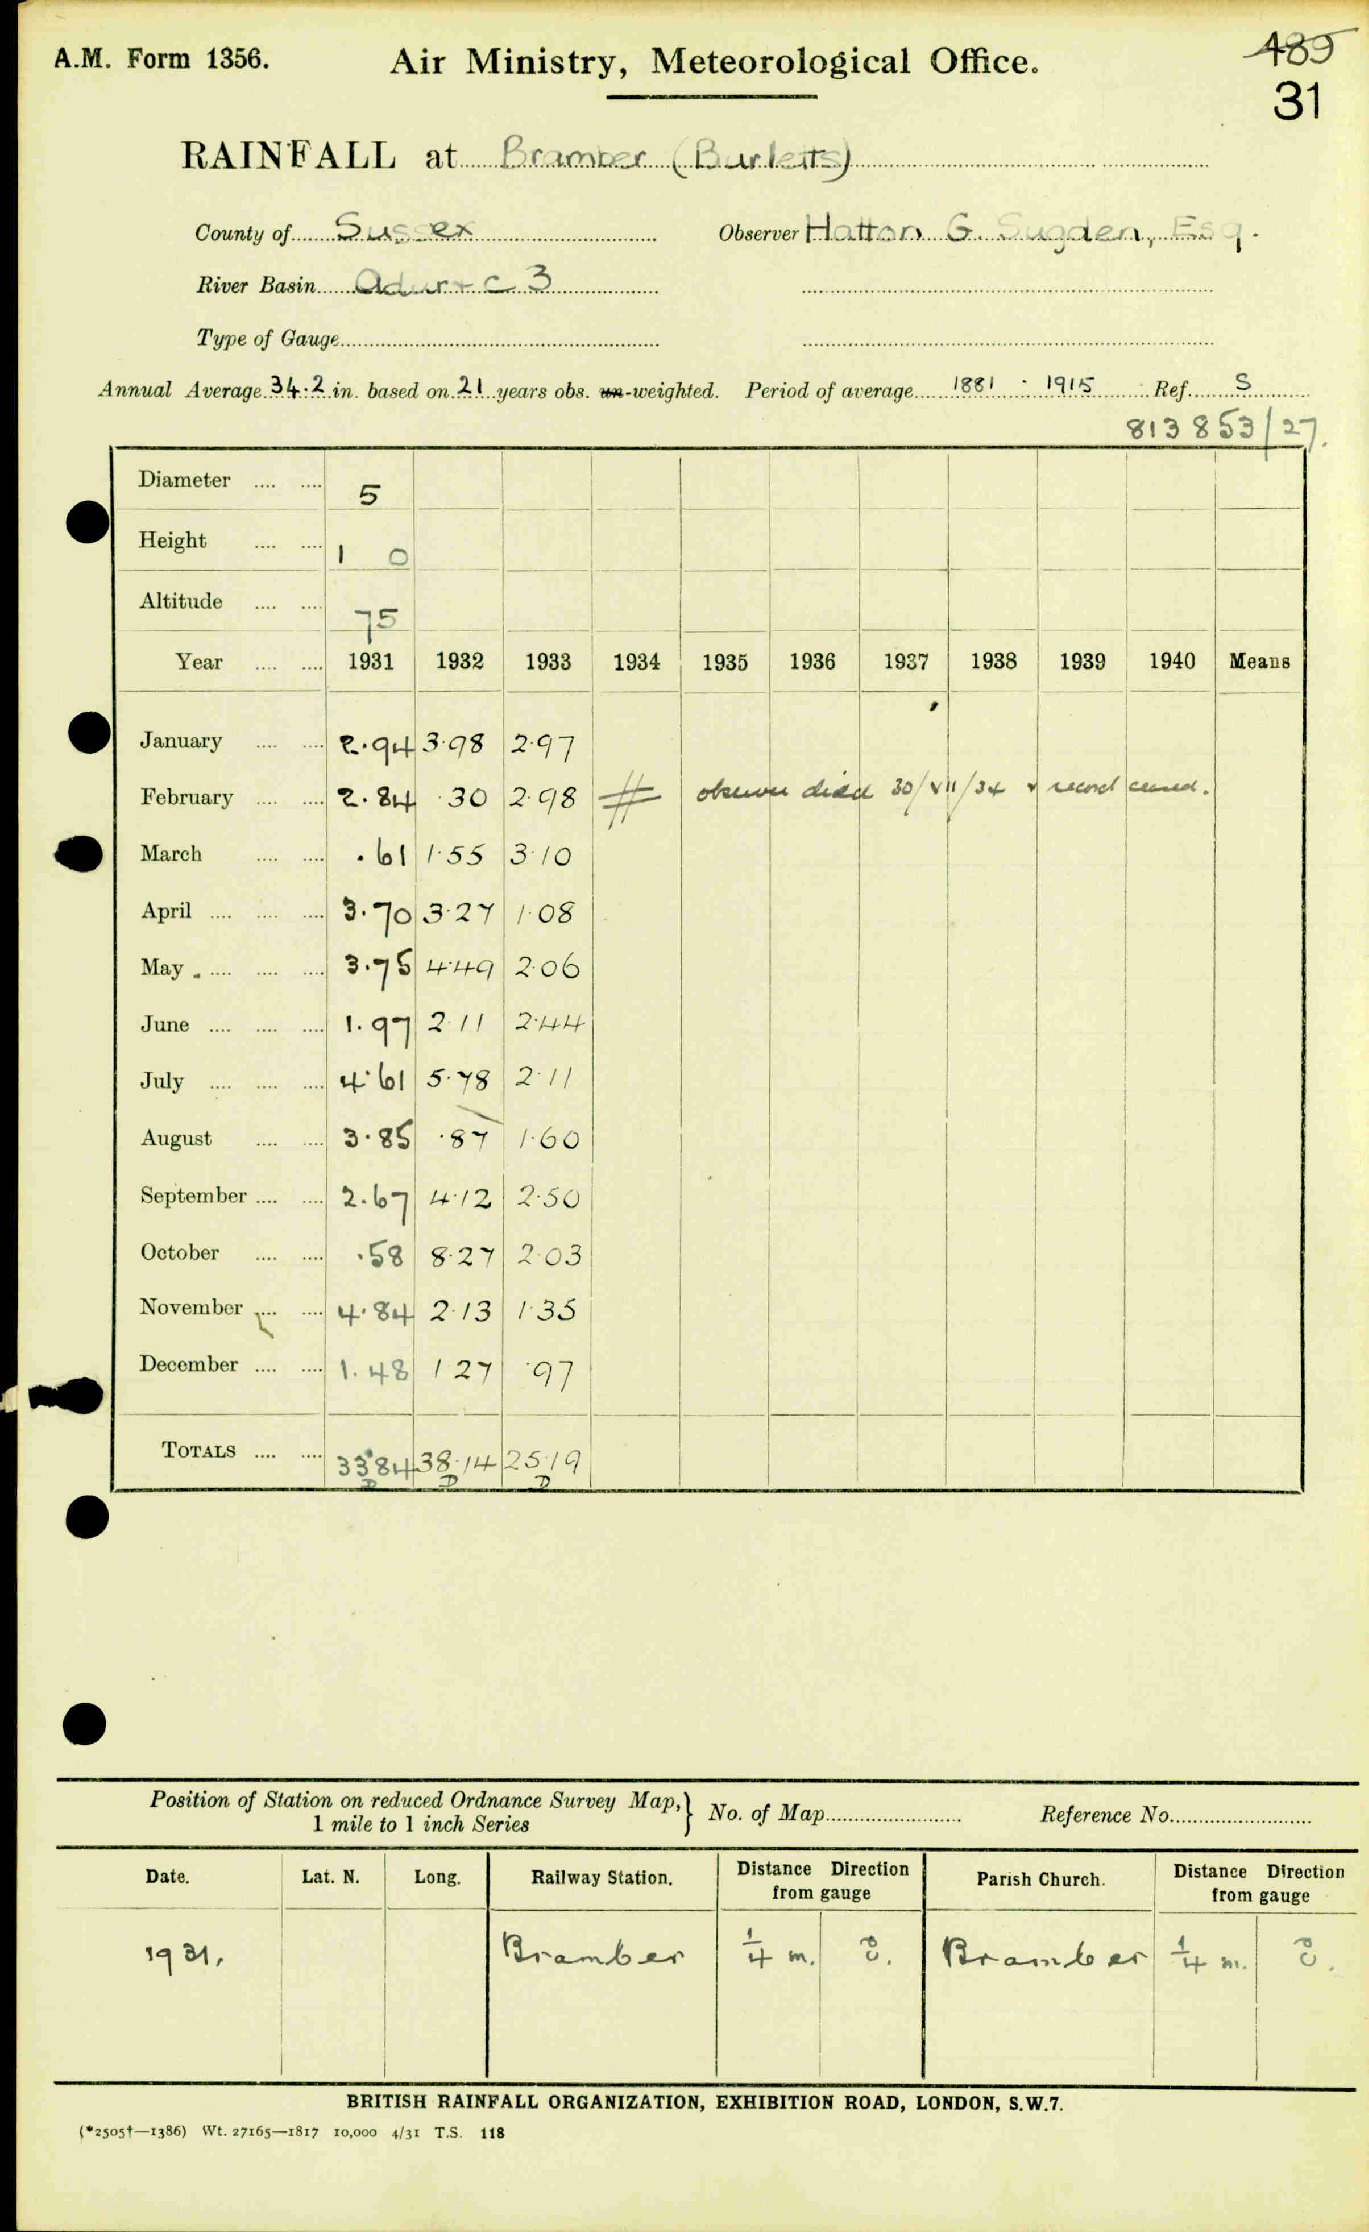 A.M. Form 1356.
Air Ministry, Meteorological Office.
489
31
RAINFALL at Bramber (Burletts)
County of Sussex Observer Hatton G. Sugden, Esq.
River Basin Adur + C 3
Type of Gauge
Annual Average 34.2 in. based on 21 years obs. un-weighted. Period of average 1881 - 1915 Ref. S
813853/27.
Diameter .... .... 5
Height .... .... 1 0
Altitude .... .... 75
Year .... .... 1931 1932 1933 1934 1935 1936 1937 1938 1939 1940 Means
January .... .... 2.94 3.98 2.97
February .... .... 2.84 .30 2.98 # observer died 30/VII/34 & record ceased.
March .... .... .61 1.55 3.10
April .... .... .... 3.70 3.27 1.08
May .... .... .... 3.75 4.49 2.06
June .... .... .... 1.97 2.11 2.44
July .... .... .... 4.61 5.78 2.11
August .... .... 3.85 .87 1.60
September .... .... 2.67 4.12 2.50
October .... .... .58 8.27 2.03
November .... .... 4.84 2.13 1.35
December .... .... 1.48 1.27 .97
TOTALS .... .... 33.84 38.14 25.19
D D D
Position of Station on reduced Ordnance Survey Map, 1 mile to 1 inch Series } No. of Map Reference No.
Date. Lat. N. Long. Railway Station. Distance Direction from gauge Parish Church. Distance Direction from gauge
1931. Bramber 1/4 m. Bramber 1/4 m.
BRITISH RAINFALL ORGANIZATION, EXHIBITION ROAD, LONDON, S.W.7.
(*2505†—1386) Wt. 27165—1817 10,000 4/31 T.S. 118